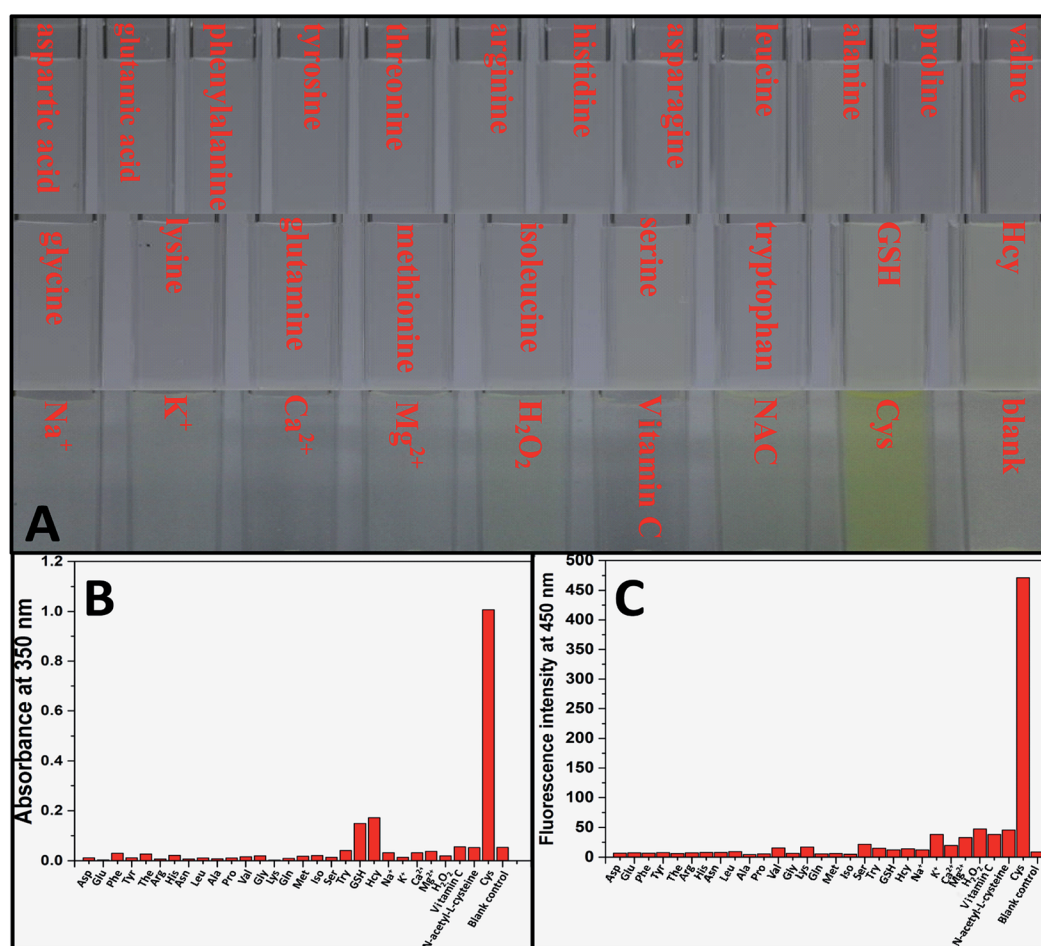 aspartic acid
glutamic acid
phenylalanine
tyrosine
threonine
arginine
histidine
asparagine
leucine
alanine
proline
valine
glycine
lysine
glutamine
methionine
isoleucine
serine
tryptophan
GSH
Hcy
Na⁺
K⁺
Ca²⁺
Mg²⁺
H₂O₂
Vitamin C
NAC
Cys
blank
A
B
Absorbance at 350 nm
1.2
1.0
0.8
0.6
0.4
0.2
0.0
Asp
Glu
Phe
Tyr
The
Arg
His
Asn
Leu
Ala
Pro
Val
Gly
Lys
Gln
Met
Iso
Ser
Try
GSH
Hcy
Na⁺
K⁺
Ca²⁺
Mg²⁺
H₂O₂
Vitamin C
N-acetyl-L-cysteine
Cys
Blank control
C
Fluorescence intensity at 450 nm
500
450
400
350
300
250
200
150
100
50
0
Asp
Glu
Phe
Tyr
The
Arg
His
Asn
Leu
Ala
Pro
Val
Gly
Lys
Gln
Met
Iso
Ser
Try
GSH
Hcy
Na⁺
K⁺
Ca²⁺
Mg²⁺
H₂O₂
Vitamin C
N-acetyl-L-cysteine
Cys
Blank control